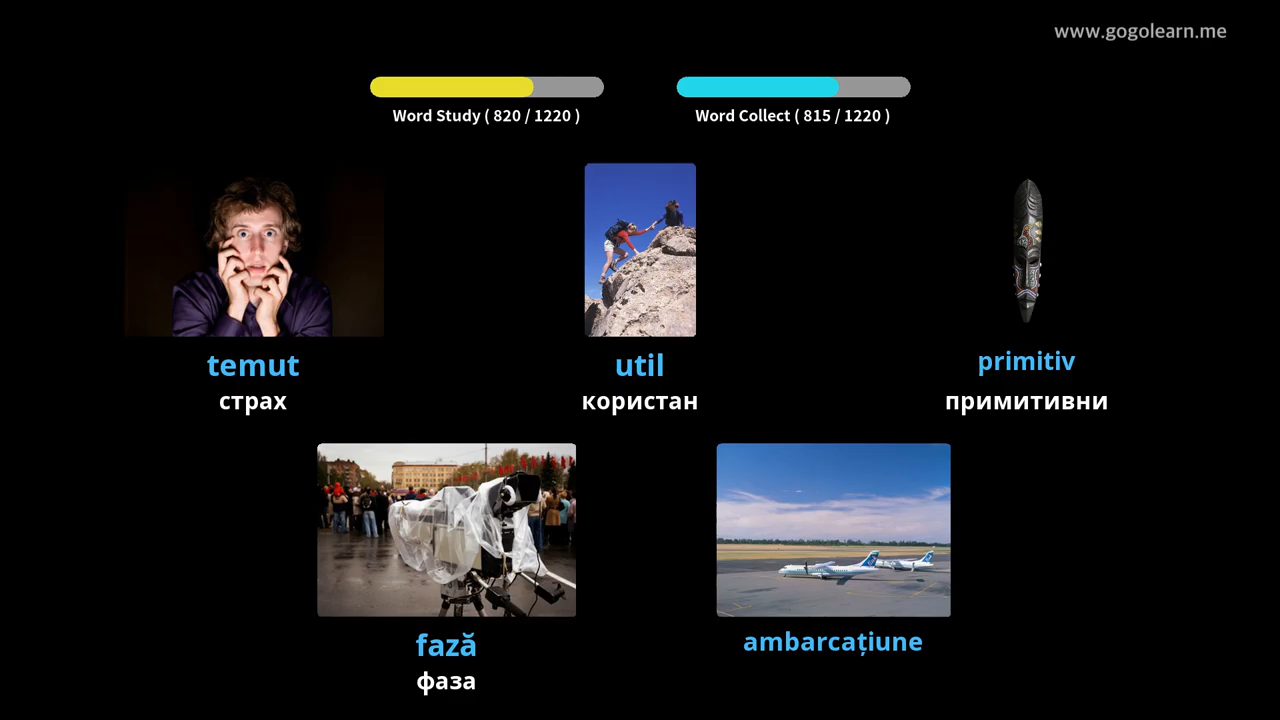 www.gogolearn.me
Word Study ( 820 / 1220 )
Word Collect ( 815 / 1220 )
temut
страх
util
користан
primitiv
примитивни
fază
фаза
ambarcațiune